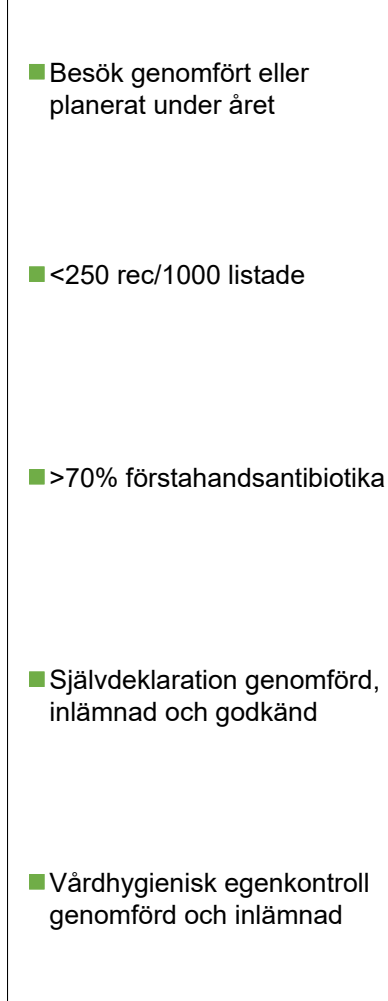 Besök genomfört eller
planerat under året
<250 rec/1000 listade
>70% förstahandsantibiotika
Självdeklaration genomförd,
inlämnad och godkänd
Vårdhygienisk egenkontroll
genomförd och inlämnad